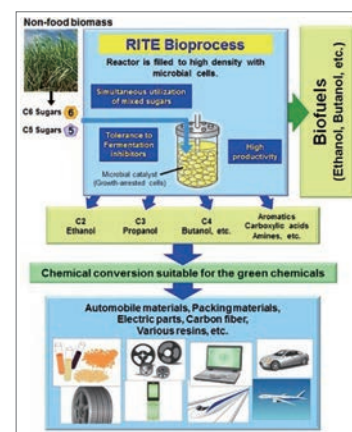 Non-food biomass
RITE Bioprocess
Reactor is filled to high density with
microbial cells.
Simultaneous utilization
of mixed sugars
C6 Sugars 6
C5 Sugars 5
Tolerance to
Fermentation
Inhibitors
High
productivity
Microbial catalyst
(Growth-arrested cells)
Biofuels
(Ethanol, Butanol, etc.)
C2
Ethanol
C3
Propanol
C4
Butanol, etc.
Aromatics
Carboxylic acids
Amines, etc.
Chemical conversion suitable for the green chemicals
Automobile materials, Packing materials,
Electric parts, Carbon fiber,
Various resins, etc.